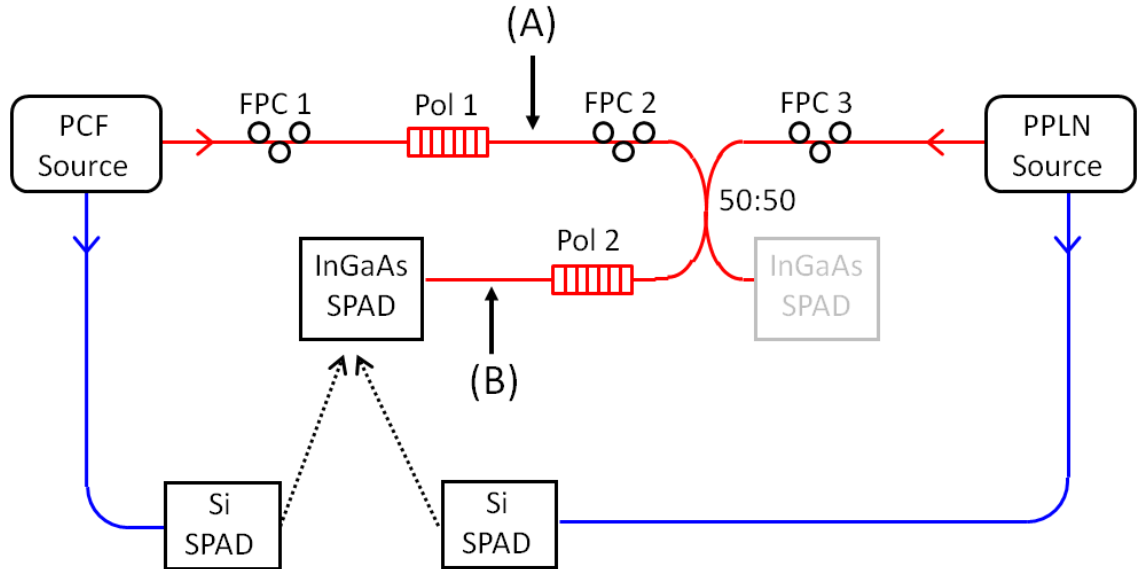 (A)
PCF
Source
FPC 1
Pol 1
FPC 2
FPC 3
PPLN
Source
50:50
InGaAs
SPAD
Pol 2
InGaAs
SPAD
(B)
Si
SPAD
Si
SPAD